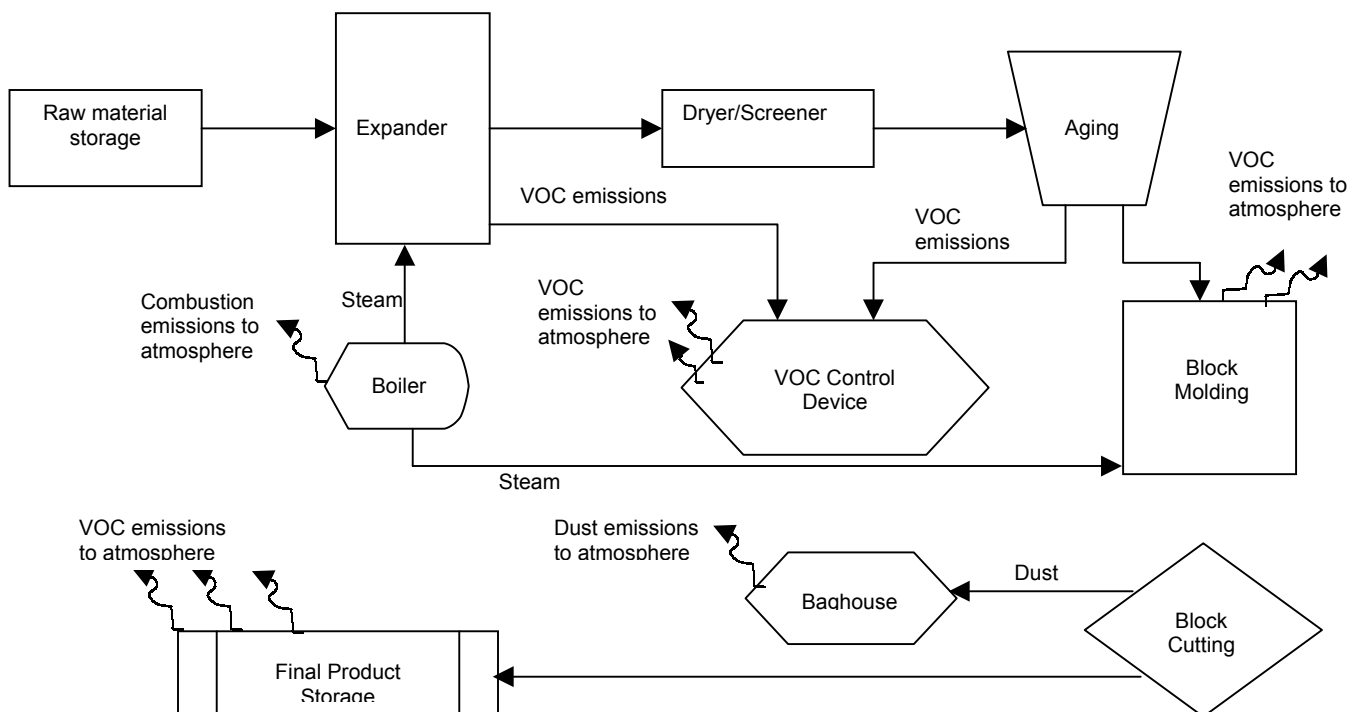 Raw material
storage
Expander
Dryer/Screener
Aging
VOC
emissions to
atmosphere
VOC emissions
VOC
emissions
Combustion
emissions to
atmosphere
Steam
VOC
emissions to
atmosphere
Boiler
VOC Control
Device
Block
Molding
Steam
VOC emissions
to atmosphere
Dust emissions
to atmosphere
Dust
Baghouse
Block
Cutting
Final Product
Storage